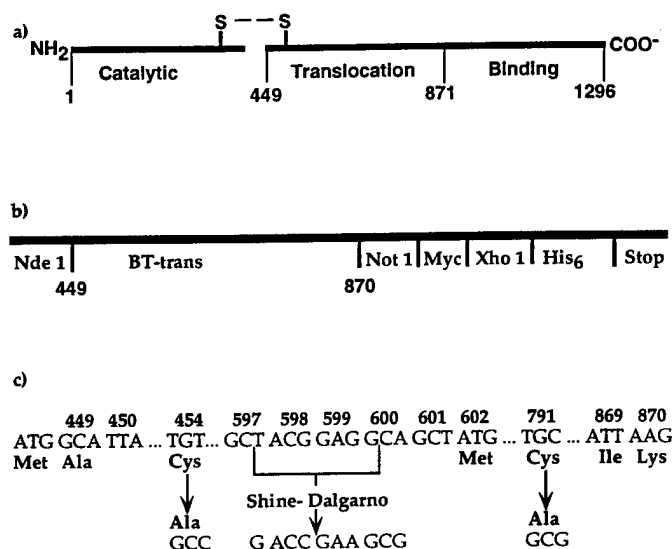 a)
S – – S
NH2 COO-
Catalytic Translocation Binding
1 449 871 1296
b)
Nde 1 BT-trans Not 1 Myc Xho 1 His6 Stop
449 870
c)
449 450 454 597 598 599 600 601 602 791 869 870
ATG GCA TTA ... TGT... GCT ACG GAG GCA GCT ATG ... TGC ... ATT AAG
Met Ala Cys Met Cys Ile Lys
Shine- Dalgarno
Ala Ala
GCC G ACC GAA GCG GCG